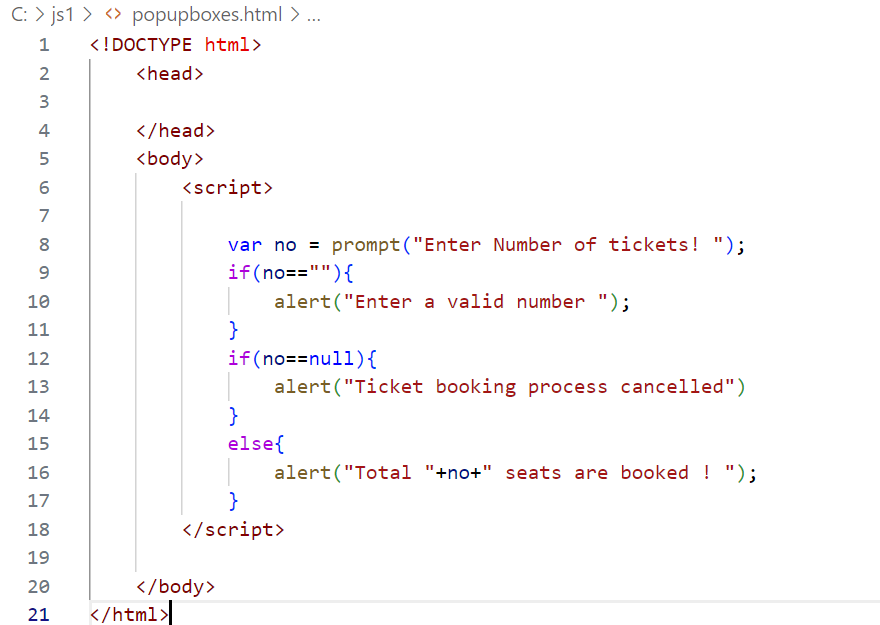 C: > js1 > <> popupboxes.html > ...
1 <!DOCTYPE html>
2     <head>
3
4     </head>
5     <body>
6         <script>
7
8             var no = prompt("Enter Number of tickets! ");
9             if(no==""){
10                 alert("Enter a valid number ");
11             }
12             if(no==null){
13                 alert("Ticket booking process cancelled")
14             }
15             else{
16                 alert("Total "+no+" seats are booked ! ");
17             }
18         </script>
19
20     </body>
21 </html>